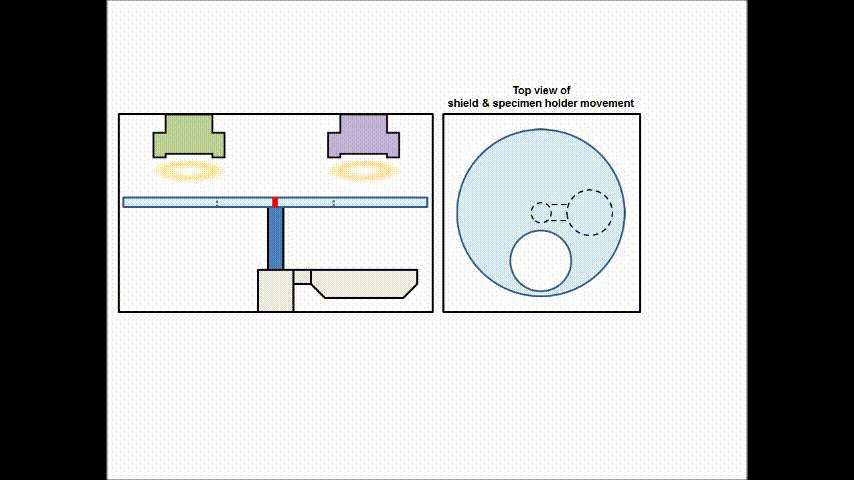 Top view of
shield & specimen holder movement